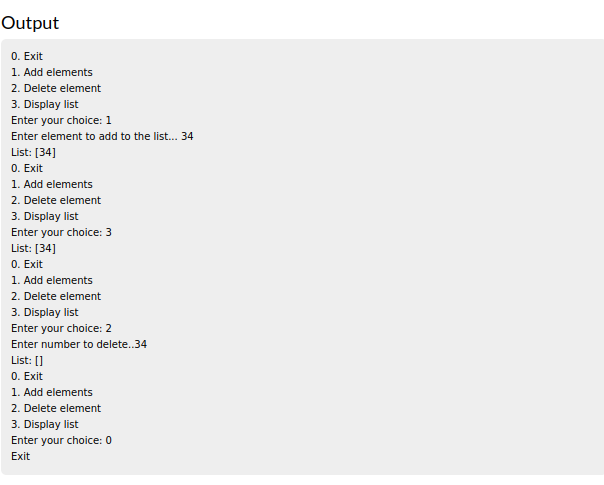 Output
0. Exit
1. Add elements
2. Delete element
3. Display list
Enter your choice: 1
Enter element to add to the list... 34
List: [34]
0. Exit
1. Add elements
2. Delete element
3. Display list
Enter your choice: 3
List: [34]
0. Exit
1. Add elements
2. Delete element
3. Display list
Enter your choice: 2
Enter number to delete..34
List: []
0. Exit
1. Add elements
2. Delete element
3. Display list
Enter your choice: 0
Exit